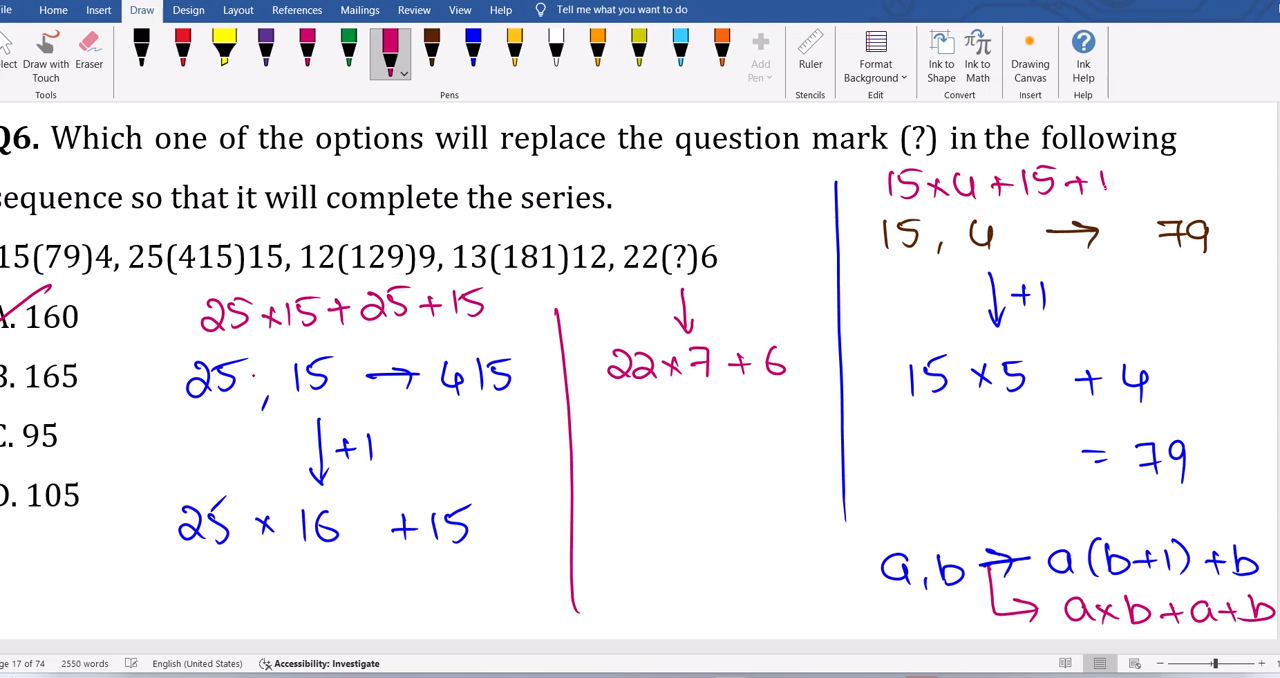 ile Home Insert Draw Design Layout References Mailings Review View Help Tell me what you want to do
elect Draw with Touch Eraser Add Pen Ruler Format Background Ink to Shape Ink to Math Drawing Canvas Ink Help
Tools Pens Stencils Edit Convert Insert Help
Q6. Which one of the options will replace the question mark (?) in the following
sequence so that it will complete the series.
15(79)4, 25(415)15, 12(129)9, 13(181)12, 22(?)6
A. 160
B. 165
C. 95
D. 105
25 × 15 + 25 + 15
25, 15 → 415
↓ +1
25 × 16 + 15
↓
22 × 7 + 6
15 × 4 + 15 + 1
15, 4 → 79
↓ +1
15 × 5 + 4
= 79
a, b → a(b+1) + b
→ a×b + a + b
age 17 of 74 2550 words English (United States) Accessibility: Investigate